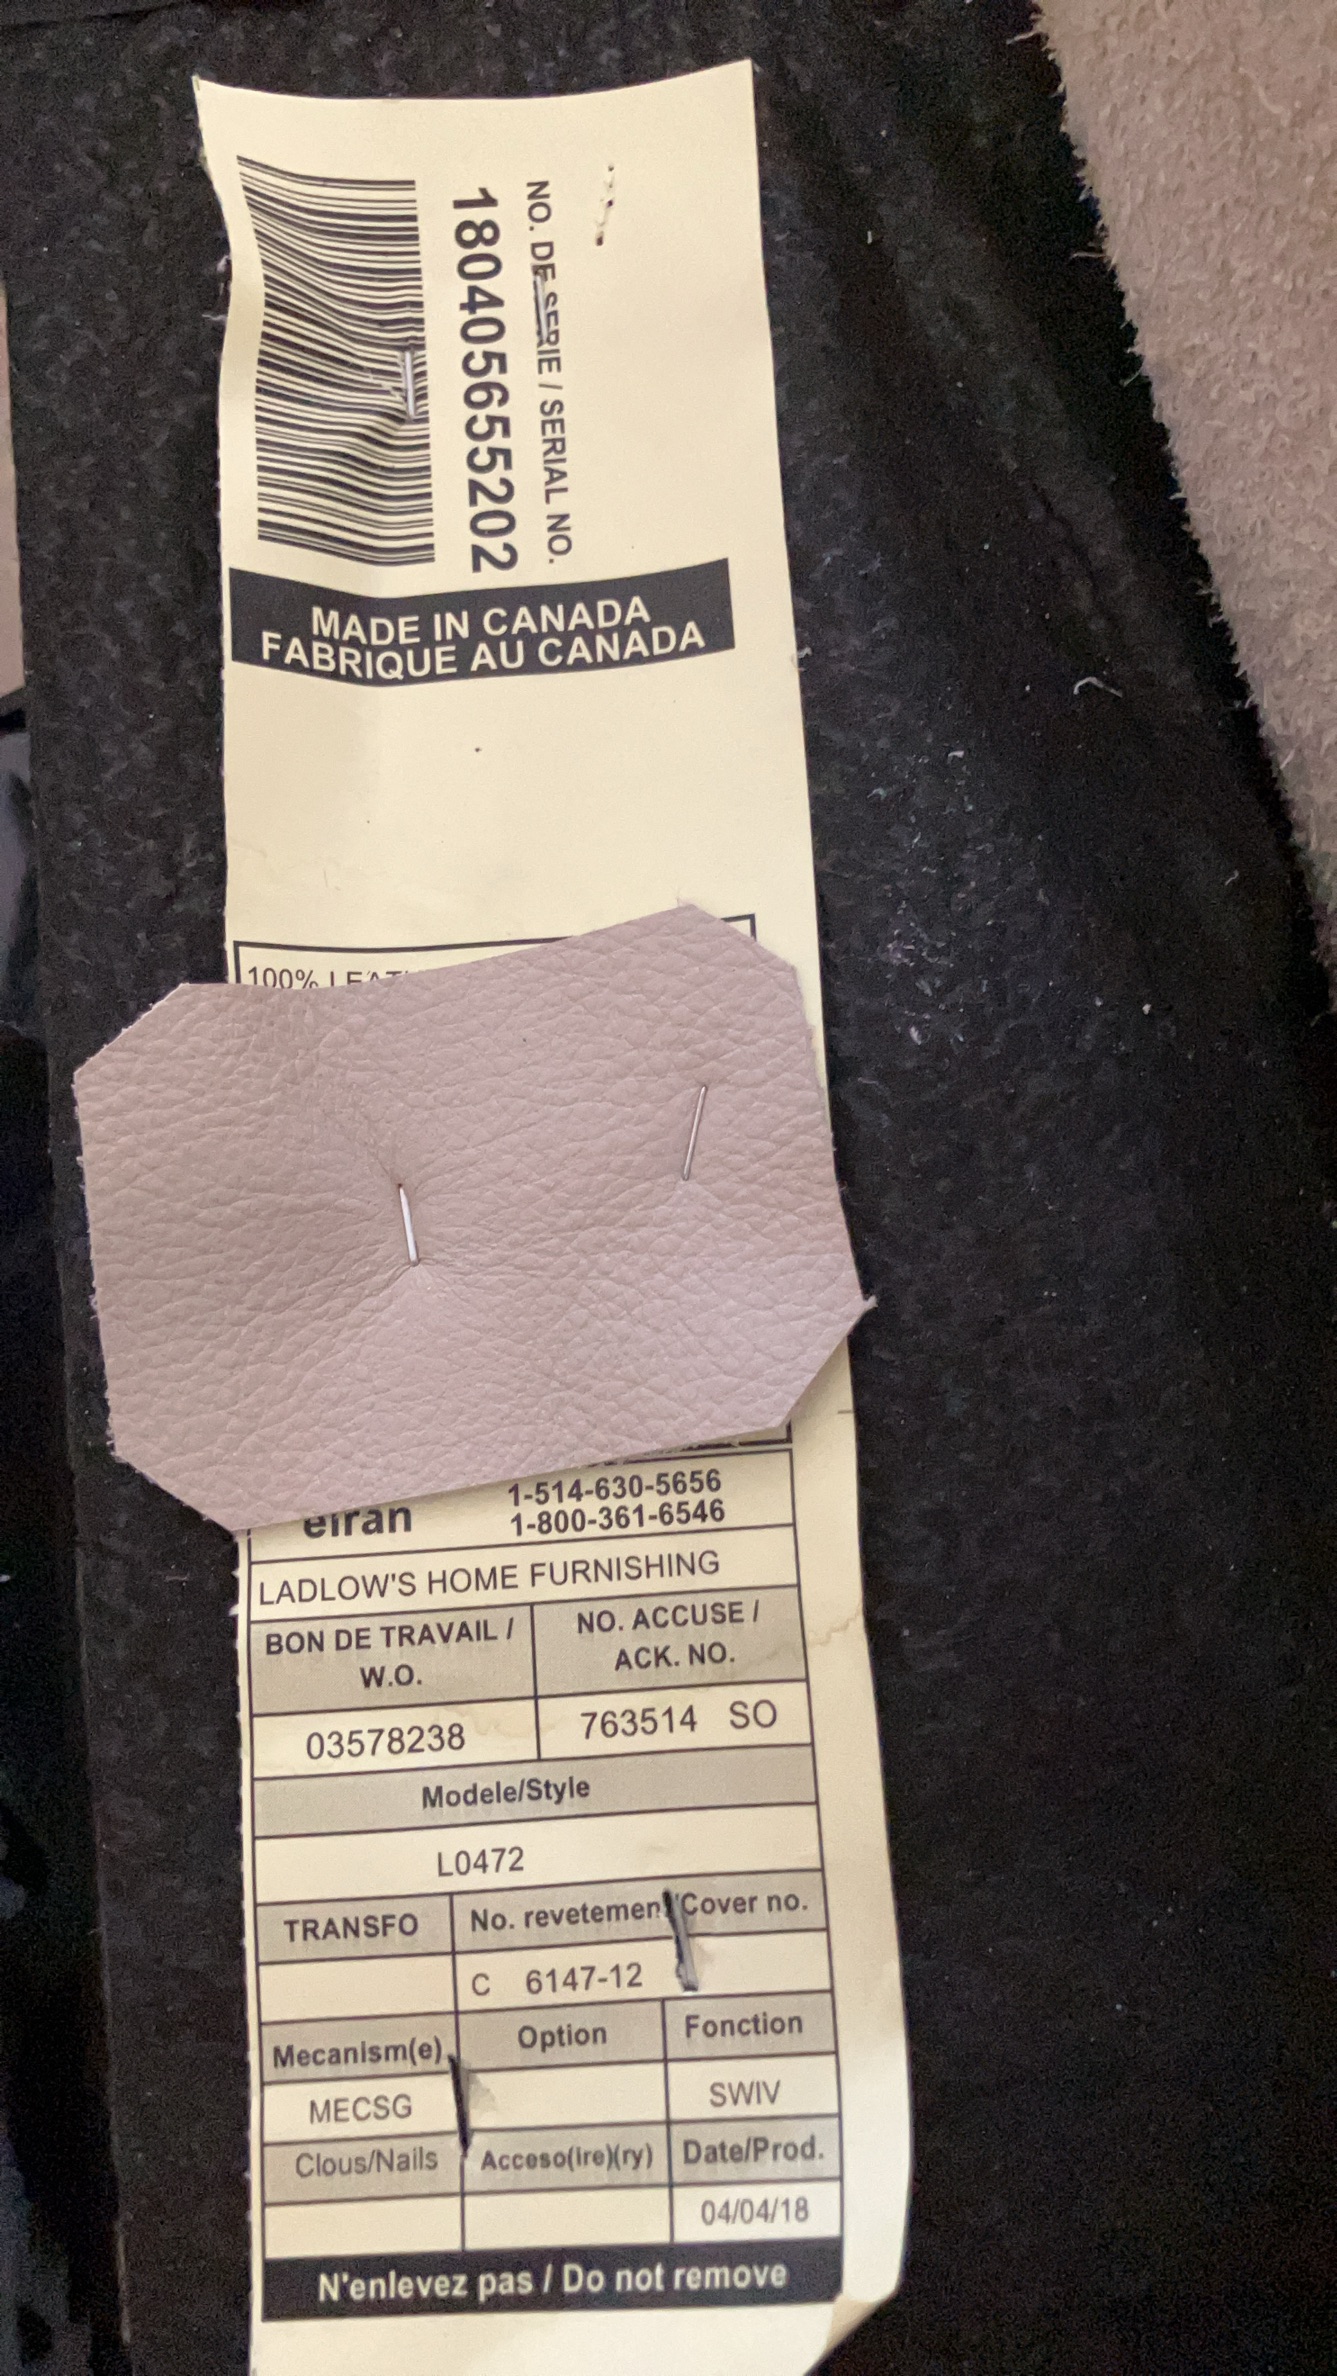 NO. DE SERIE / SERIAL NO.
1804056555202
MADE IN CANADA
FABRIQUE AU CANADA
100%
elran
1-514-630-5656
1-800-361-6546
LADLOW'S HOME FURNISHING
BON DE TRAVAIL /
W.O.
NO. ACCUSE /
ACK. NO.
03578238
763514 SO
Modele/Style
L0472
TRANSFO
No. revetement/Cover no.
C 6147-12
Mecanism(e)
Option
Fonction
MECSG
SWIV
Clous/Nails
Acceso(ire)(ry)
Date/Prod.
04/04/18
N'enlevez pas / Do not remove